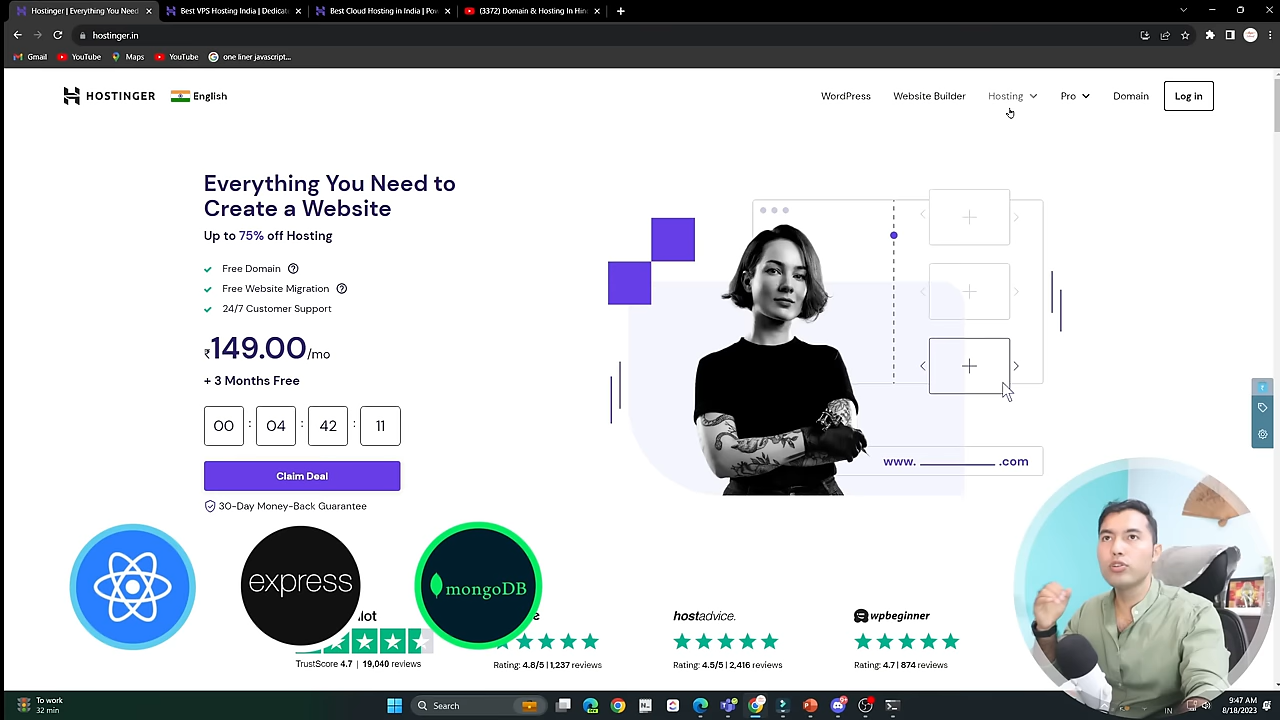 Hostinger | Everything You Need
Best VPS Hosting India | Dedicate
Best Cloud Hosting in India | Pow
(3372) Domain & Hosting In Hin
hostinger.in
Gmail
YouTube
Maps
YouTube
one liner javascript...
HOSTINGER
English
WordPress
Website Builder
Hosting
Pro
Domain
Log in
Everything You Need to
Create a Website
Up to 75% off Hosting
Free Domain
Free Website Migration
24/7 Customer Support
₹149.00/mo
+ 3 Months Free
00 : 04 : 42 : 11
Claim Deal
30-Day Money-Back Guarantee
www. __________ .com
express
mongoDB
hostadvice.
wpbeginner
TrustScore 4.7 | 19,040 reviews
Rating: 4.8/5 | 1,237 reviews
Rating: 4.5/5 | 2,416 reviews
Rating: 4.7 | 874 reviews
To work
32 min
Search
IN
9:47 AM
8/18/2023